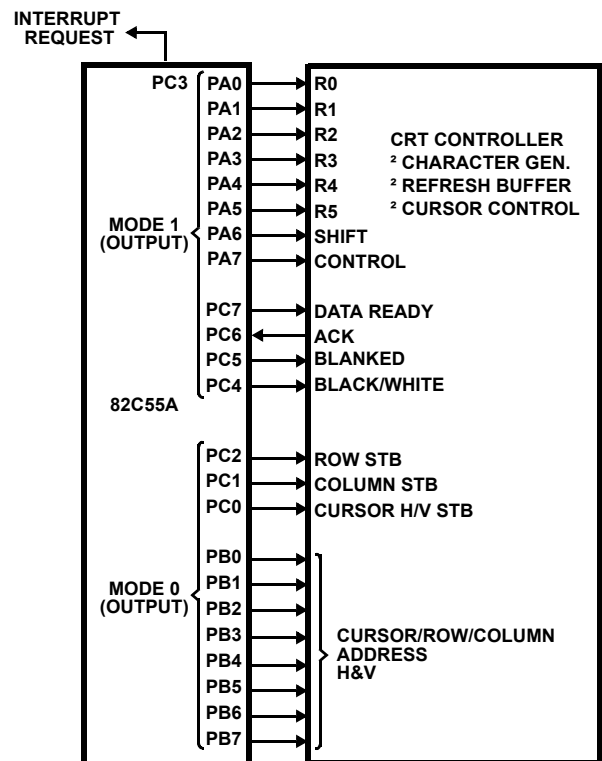 INTERRUPT
REQUEST
PC3 PA0 R0
PA1 R1
PA2 R2
PA3 R3
PA4 R4
PA5 R5
PA6 SHIFT
PA7 CONTROL
CRT CONTROLLER
² CHARACTER GEN.
² REFRESH BUFFER
² CURSOR CONTROL
MODE 1
(OUTPUT)
PC7 DATA READY
PC6 ACK
PC5 BLANKED
PC4 BLACK/WHITE
82C55A
PC2 ROW STB
PC1 COLUMN STB
PC0 CURSOR H/V STB
MODE 0
(OUTPUT)
PB0
PB1
PB2
PB3
PB4
PB5
PB6
PB7
CURSOR/ROW/COLUMN
ADDRESS
H&V